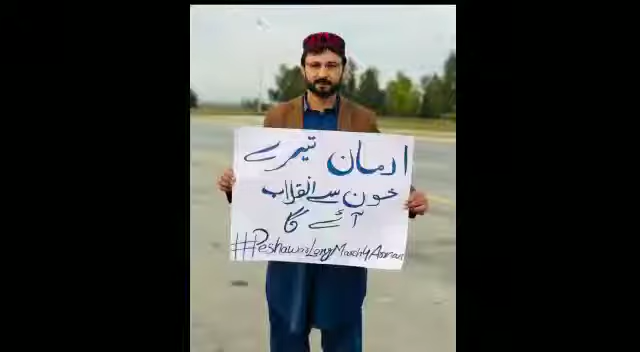 ارمان تیرے
خون سے انقلاب
آئے گا
#PeshawarLongMarch4Arman